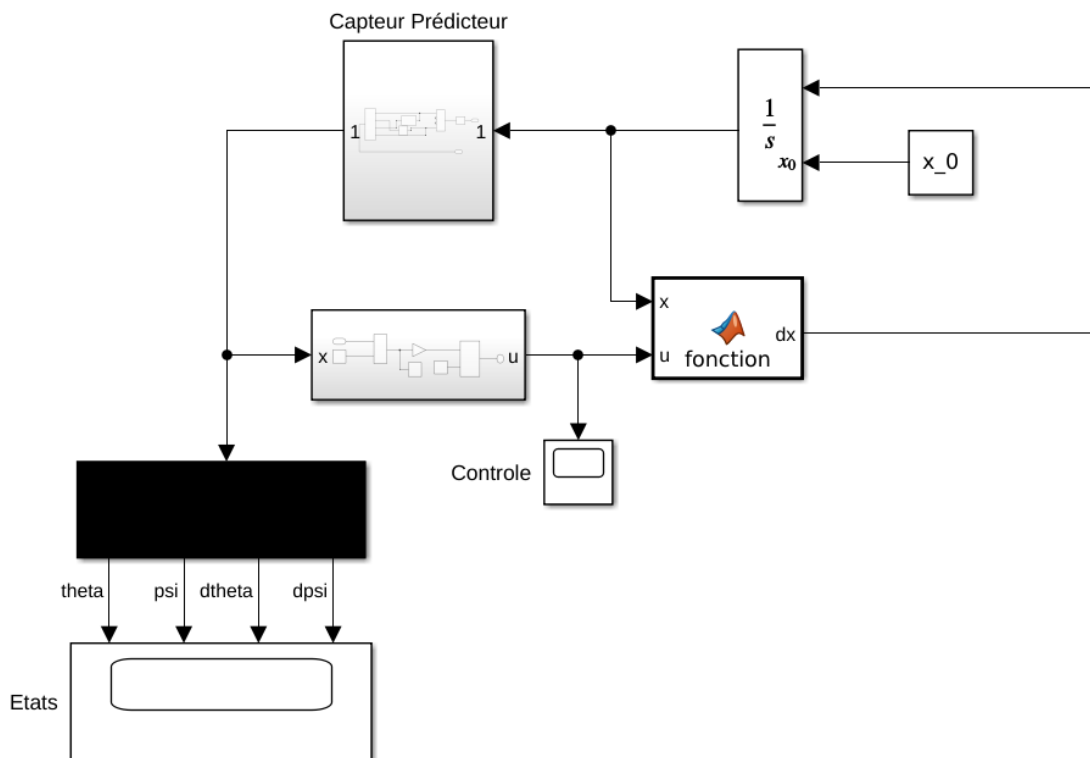 Capteur Prédicteur
1
1
1
s
x₀
x_0
x
u
x
u
dx
fonction
Controle
theta
psi
dtheta
dpsi
Etats